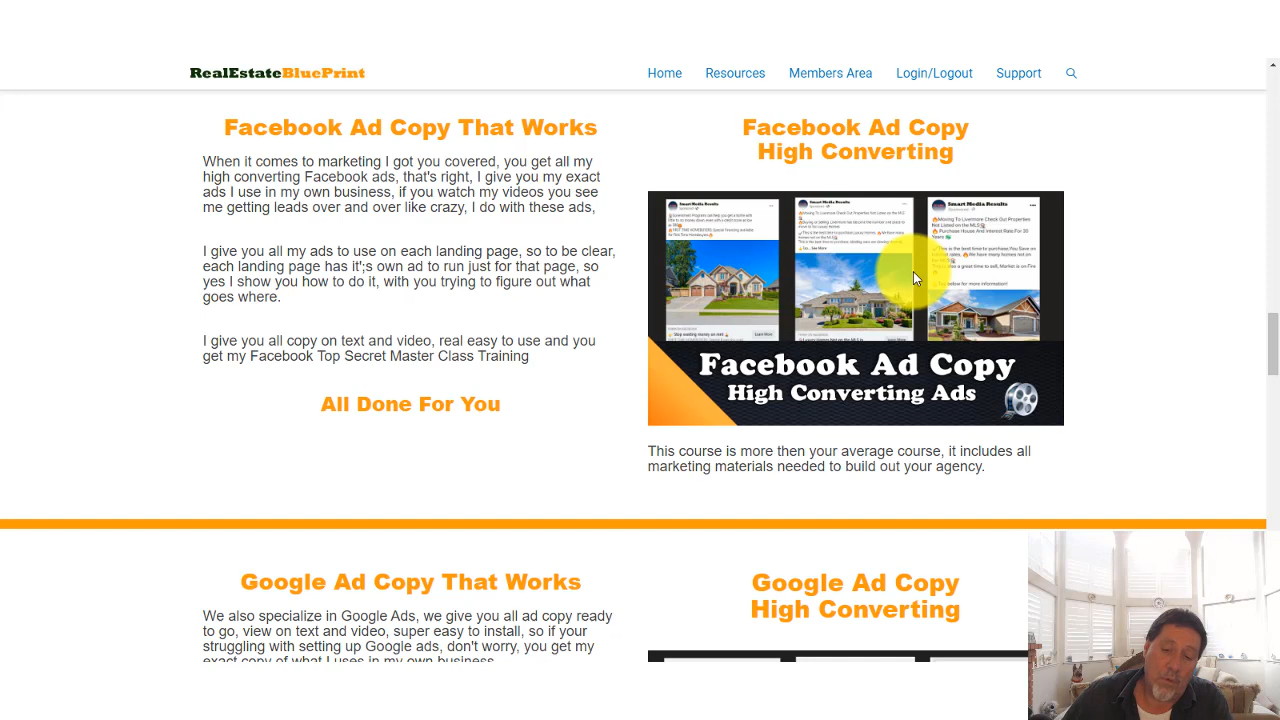 RealEstateBluePrint
Home
Resources
Members Area
Login/Logout
Support
Facebook Ad Copy That Works
When it comes to marketing I got you covered, you get all my
high converting Facebook ads, that's right, I give you my exact
ads I use in my own business, if you watch my videos you see
me getting leads over and over like crazy, I do with these ads,
I give you all my ads to use on each landing page, so to be clear,
each landing page has it;s own ad to run just for that page, so
yes I show you how to do it, with you trying to figure out what
goes where.
I give you all copy on text and video, real easy to use and you
get my Facebook Top Secret Master Class Training
All Done For You
Facebook Ad Copy
High Converting
Smart Media Results
Smart Media Results
Smart Media Results
Learn More
Facebook Ad Copy
High Converting Ads
This course is more then your average course, it includes all
marketing materials needed to build out your agency.
Google Ad Copy That Works
We also specialize in Google Ads, we give you all ad copy ready
to go, view on text and video, super easy to install, so if your
struggling with setting up Google ads, don't worry, you get my
exact copy of what I uses in my own business
Google Ad Copy
High Converting